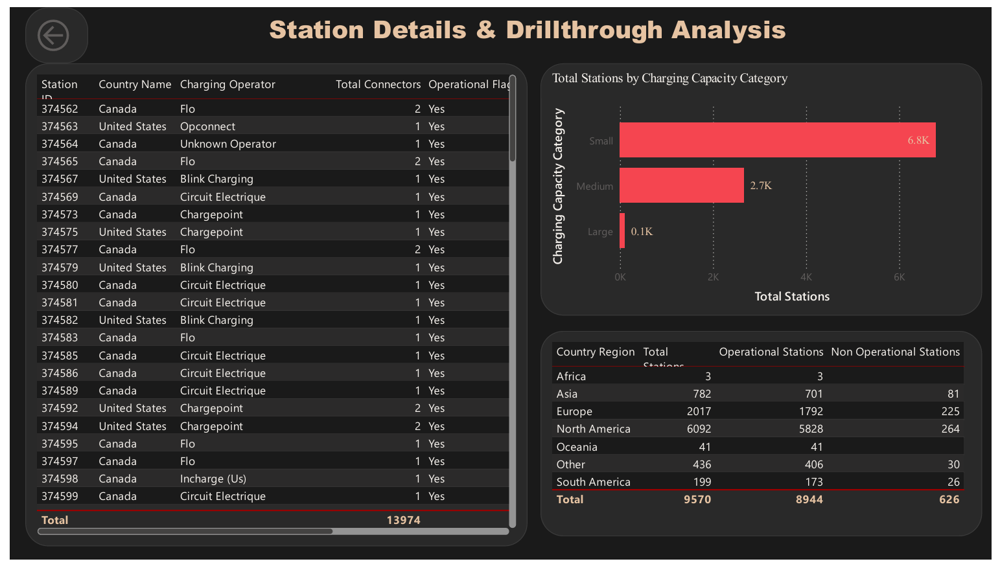 Station Details & Drillthrough Analysis
Station ID Country Name Charging Operator Total Connectors Operational Flag
374562 Canada Flo 2 Yes
374563 United States Opconnect 1 Yes
374564 Canada Unknown Operator 1 Yes
374565 Canada Flo 2 Yes
374567 United States Blink Charging 1 Yes
374569 Canada Circuit Electrique 1 Yes
374573 Canada Chargepoint 1 Yes
374575 United States Chargepoint 1 Yes
374577 Canada Flo 2 Yes
374579 United States Blink Charging 1 Yes
374580 Canada Circuit Electrique 1 Yes
374581 Canada Circuit Electrique 1 Yes
374582 United States Blink Charging 1 Yes
374583 Canada Flo 1 Yes
374585 Canada Circuit Electrique 1 Yes
374586 Canada Circuit Electrique 1 Yes
374589 Canada Circuit Electrique 1 Yes
374592 United States Chargepoint 2 Yes
374594 United States Chargepoint 2 Yes
374595 Canada Flo 1 Yes
374597 Canada Flo 1 Yes
374598 Canada Incharge (Us) 1 Yes
374599 Canada Circuit Electrique 1 Yes
Total 13974
Total Stations by Charging Capacity Category
Charging Capacity Category
Small 6.8K
Medium 2.7K
Large 0.1K
0K 2K 4K 6K
Total Stations
Country Region Total Stations Operational Stations Non Operational Stations
Africa 3 3
Asia 782 701 81
Europe 2017 1792 225
North America 6092 5828 264
Oceania 41 41
Other 436 406 30
South America 199 173 26
Total 9570 8944 626